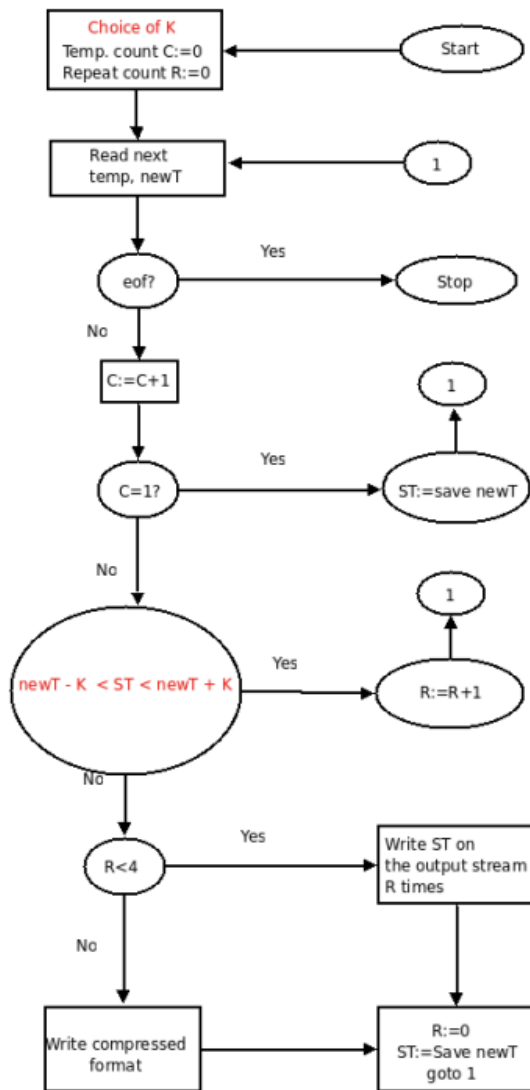 Choice of K
Temp. count C:=0
Repeat count R:=0
Start
Read next
temp, newT
1
eof?
Yes
Stop
No
C:=C+1
1
C=1?
Yes
ST:=save newT
No
1
newT - K < ST < newT + K
Yes
R:=R+1
No
R<4
Yes
Write ST on
the output stream
R times
No
Write compressed
format
R:=0
ST:=Save newT
goto 1